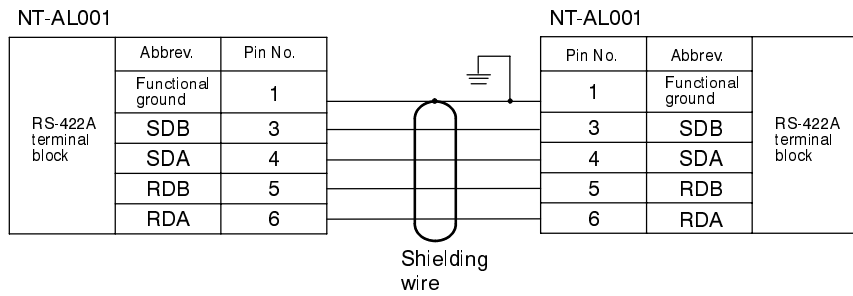 NT-AL001
NT-AL001
Abbrev. Pin No.
Functional
ground 1
SDB 3
SDA 4
RDB 5
RDA 6
RS-422A
terminal
block
Pin No. Abbrev.
1 Functional
ground
3 SDB
4 SDA
5 RDB
6 RDA
RS-422A
terminal
block
Shielding
wire